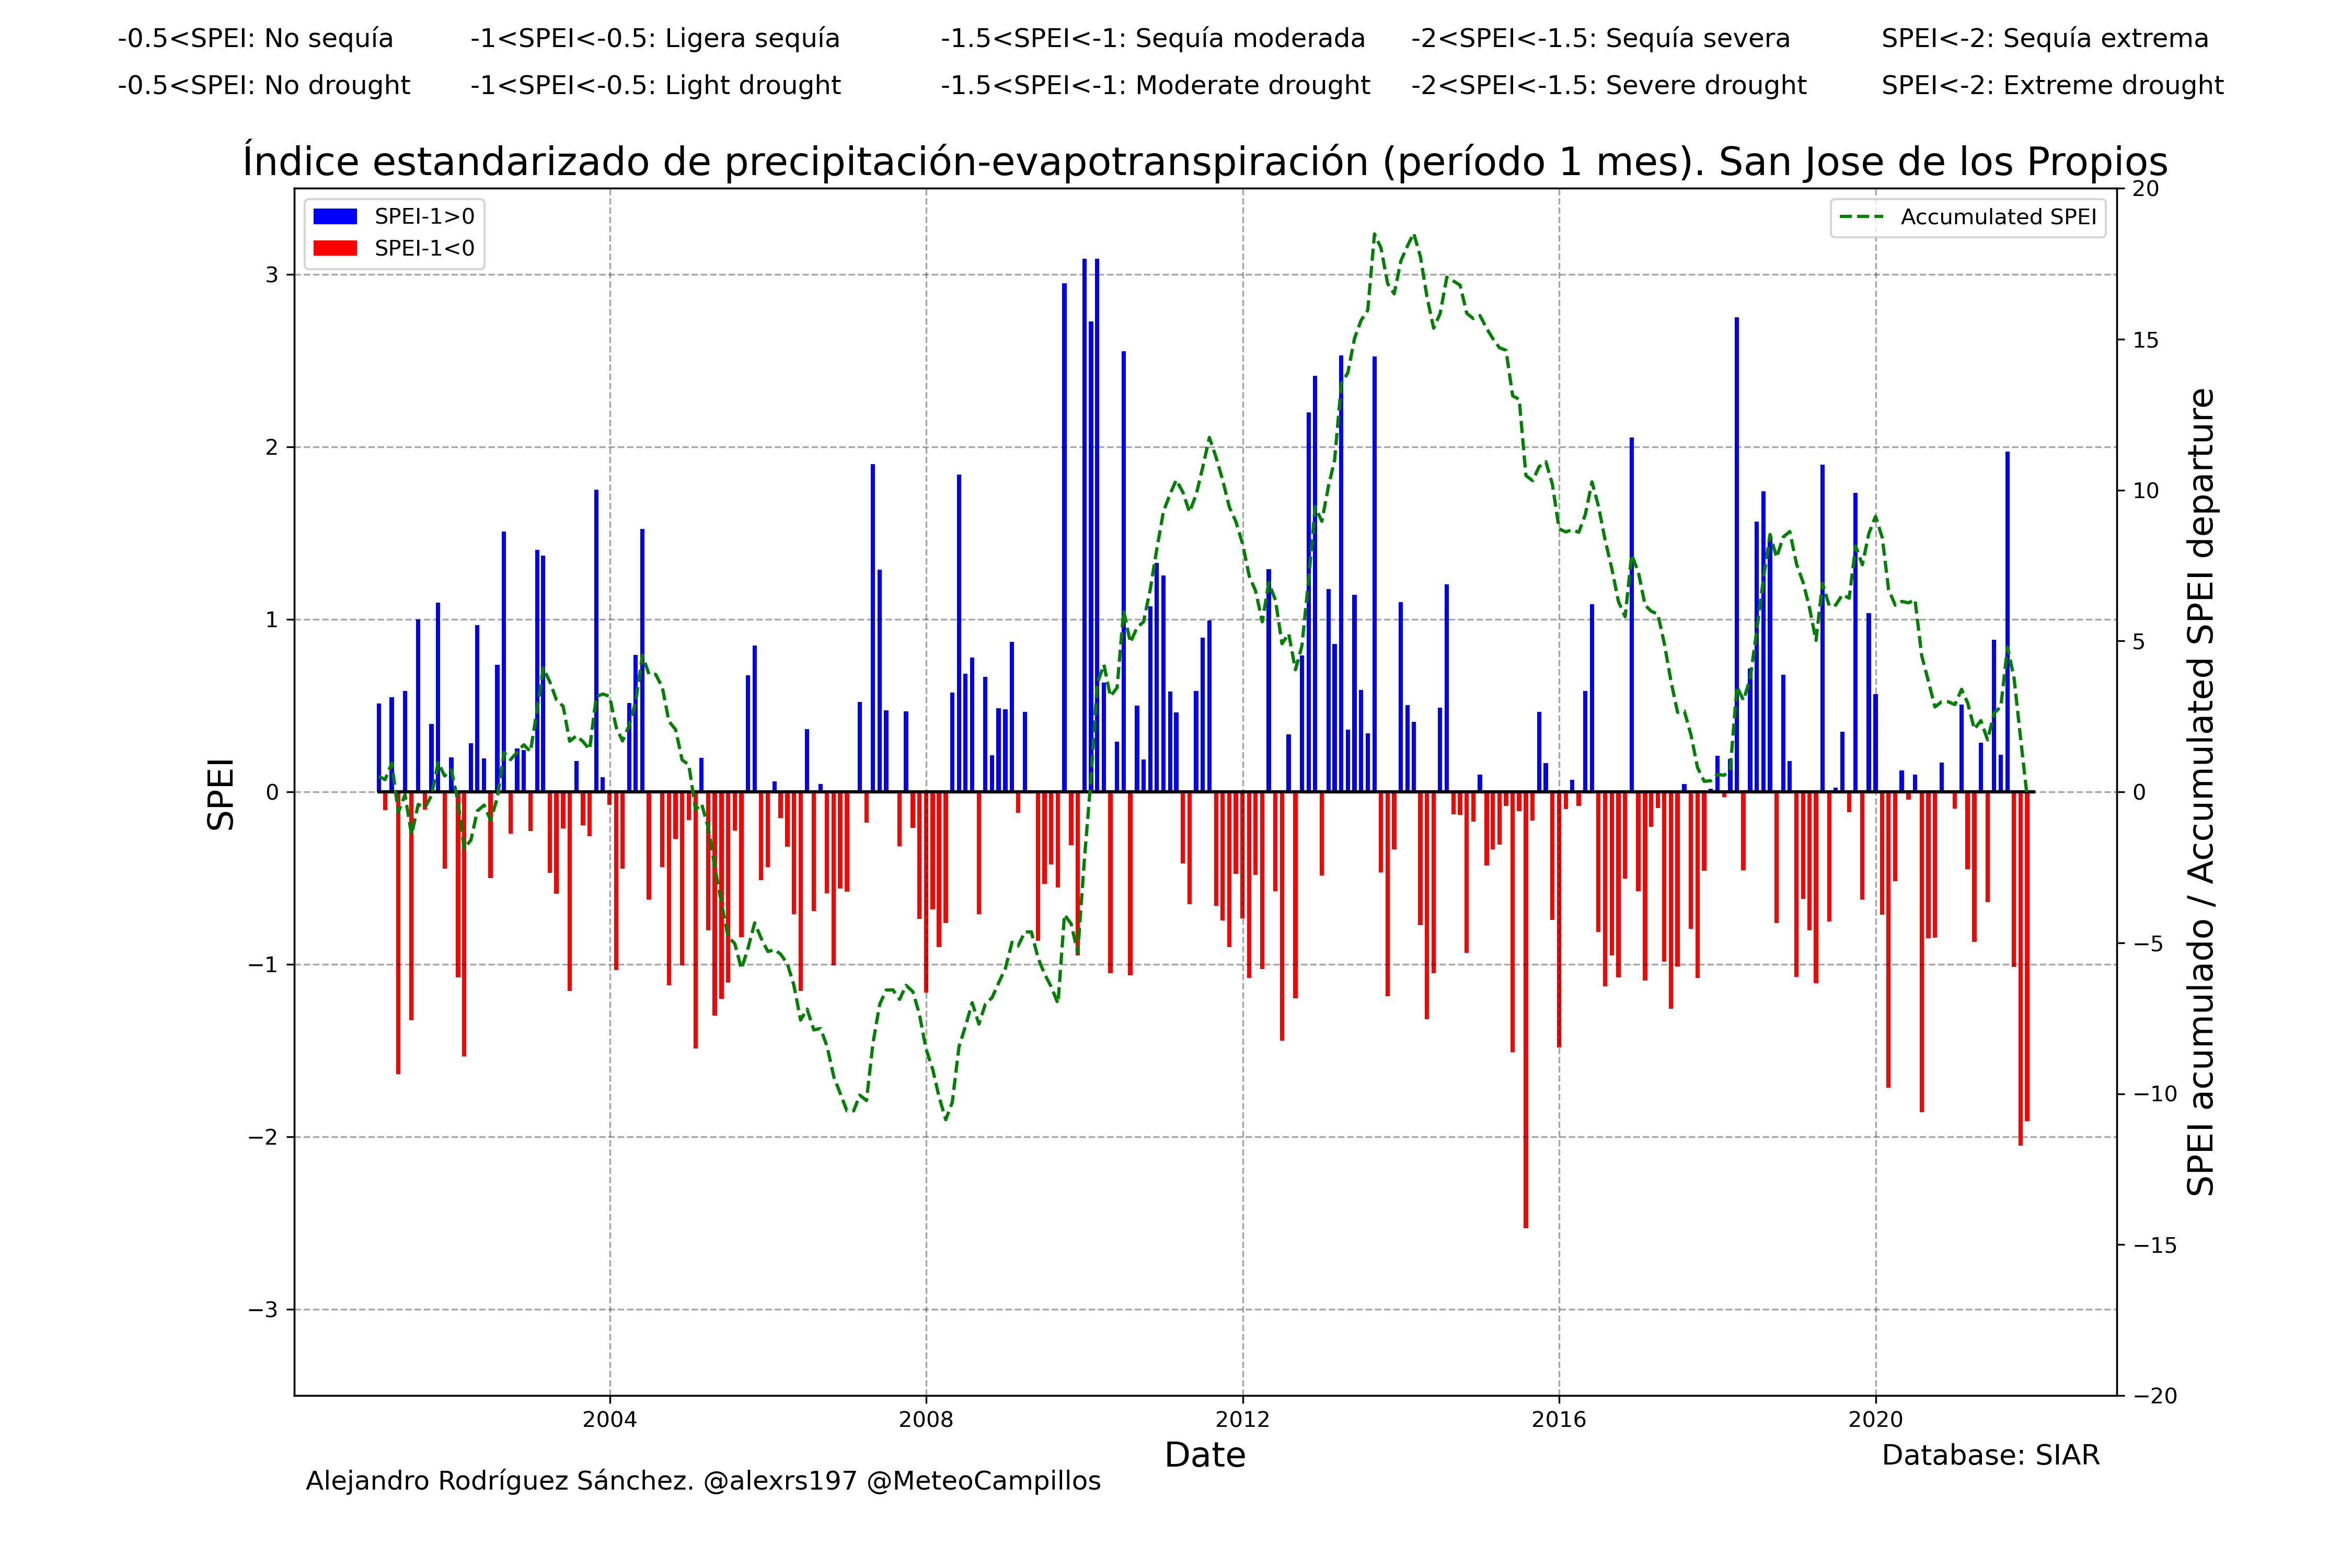 -0.5<SPEI: No sequía -1<SPEI<-0.5: Ligera sequía -1.5<SPEI<-1: Sequía moderada -2<SPEI<-1.5: Sequía severa SPEI<-2: Sequía extrema
-0.5<SPEI: No drought -1<SPEI<-0.5: Light drought -1.5<SPEI<-1: Moderate drought -2<SPEI<-1.5: Severe drought SPEI<-2: Extreme drought
Índice estandarizado de precipitación-evapotranspiración (período 1 mes). San Jose de los Propios
SPEI-1>0
SPEI-1<0
Accumulated SPEI
SPEI
3
2
1
0
−1
−2
−3
20
15
10
5
0
−5
−10
−15
−20
SPEI acumulado / Accumulated SPEI departure
2004 2008 2012 2016 2020
Date
Database: SIAR
Alejandro Rodríguez Sánchez. @alexrs197 @MeteoCampillos